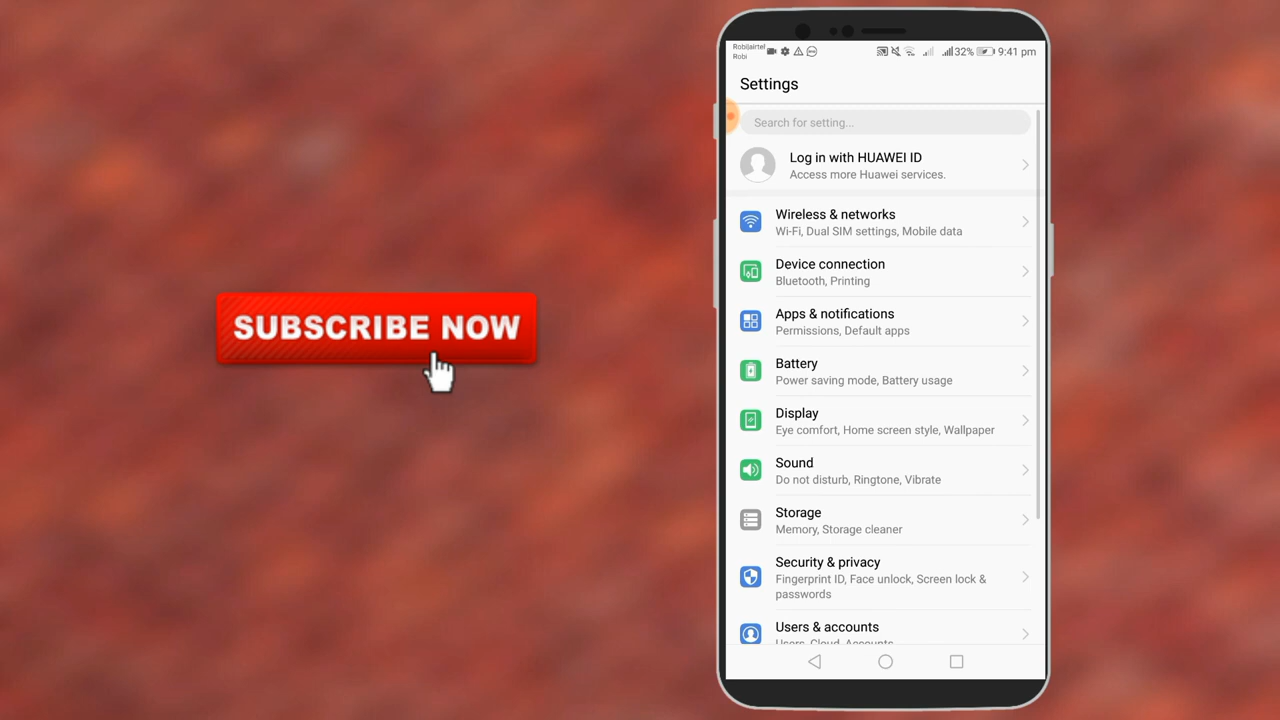 SUBSCRIBE NOW
Robi|airtel
Robi
32% 9:41 pm
Settings
Search for setting...
Log in with HUAWEI ID
Access more Huawei services.
Wireless & networks
Wi-Fi, Dual SIM settings, Mobile data
Device connection
Bluetooth, Printing
Apps & notifications
Permissions, Default apps
Battery
Power saving mode, Battery usage
Display
Eye comfort, Home screen style, Wallpaper
Sound
Do not disturb, Ringtone, Vibrate
Storage
Memory, Storage cleaner
Security & privacy
Fingerprint ID, Face unlock, Screen lock &
passwords
Users & accounts
Users, Cloud, Accounts